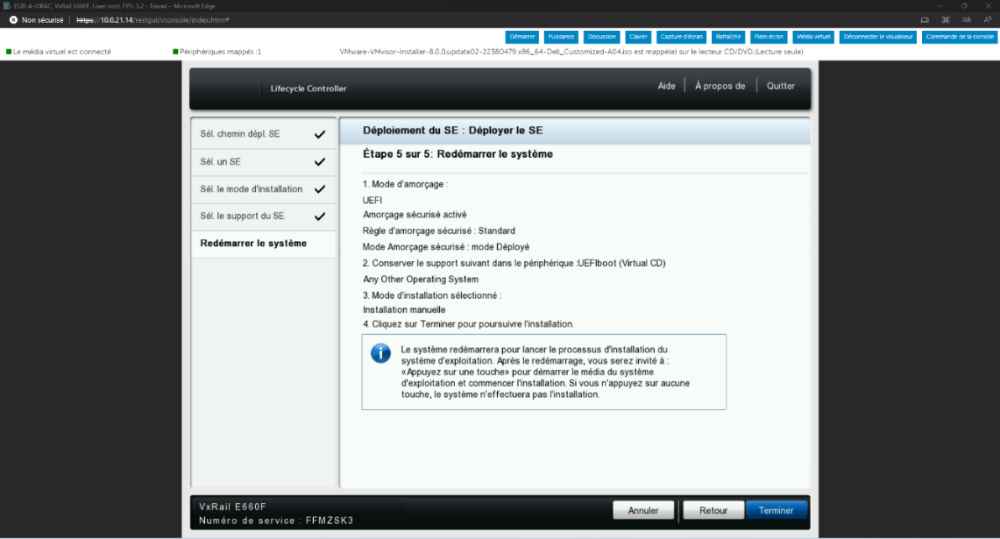 ESXI-4-iDRAC, VxRail E660F, User: root, FPS: 1.2 - Travail – Microsoft Edge
Non sécurisé | https://10.0.21.14/restgui/vconsole/index.html#
Démarrer Puissance Discussion Clavier Capture d'écran Rafraîchir Plein écran Média virtuel Déconnecter le visualiseur Commande de la console
Le média virtuel est connecté
Périphériques mappés :1
VMware-VMvisor-Installer-8.0.0.update02-22380479.x86_64-Dell_Customized-A04.iso est mappé(e) sur le lecteur CD/DVD.(Lecture seule)
Lifecycle Controller
Aide | À propos de | Quitter
Sél. chemin dépl. SE
Sél. un SE
Sél. le mode d'installation
Sél. le support du SE
Redémarrer le système
Déploiement du SE : Déployer le SE
Étape 5 sur 5: Redémarrer le système
1. Mode d'amorçage :
UEFI
Amorçage sécurisé activé
Règle d'amorçage sécurisé : Standard
Mode Amorçage sécurisé : mode Déployé
2. Conserver le support suivant dans le périphérique :UEFIboot (Virtual CD)
Any Other Operating System
3. Mode d'installation sélectionné :
Installation manuelle
4. Cliquez sur Terminer pour poursuivre l'installation.
Le système redémarrera pour lancer le processus d'installation du
système d'exploitation. Après le redémarrage, vous serez invité à :
«Appuyez sur une touche» pour démarrer le média du système
d'exploitation et commencer l'installation. Si vous n'appuyez sur aucune
touche, le système n'effectuera pas l'installation.
VxRail E660F
Numéro de service : FFMZSK3
Annuler
Retour
Terminer